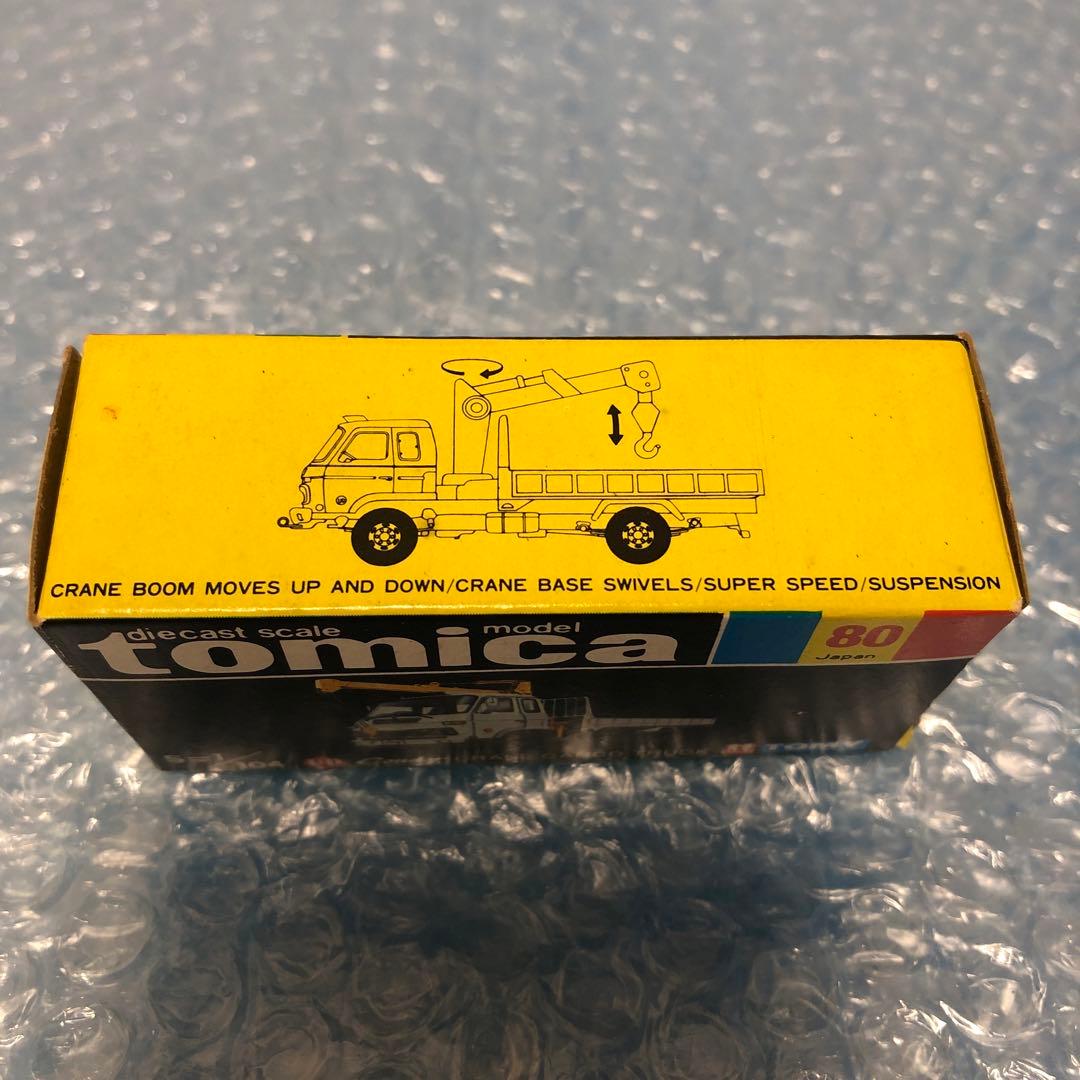 CRANE BOOM MOVES UP AND DOWN/CRANE BASE SWIVELS/SUPER SPEED/SUSPENSION
diecast scale model
tomica
80
Japan